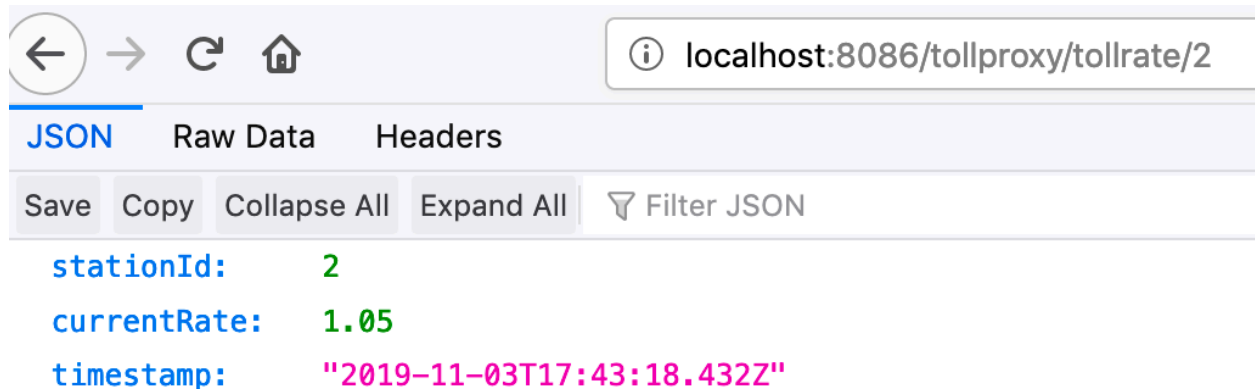 localhost:8086/tollproxy/tollrate/2
JSON Raw Data Headers
Save Copy Collapse All Expand All Filter JSON
stationId: 2
currentRate: 1.05
timestamp: "2019-11-03T17:43:18.432Z"